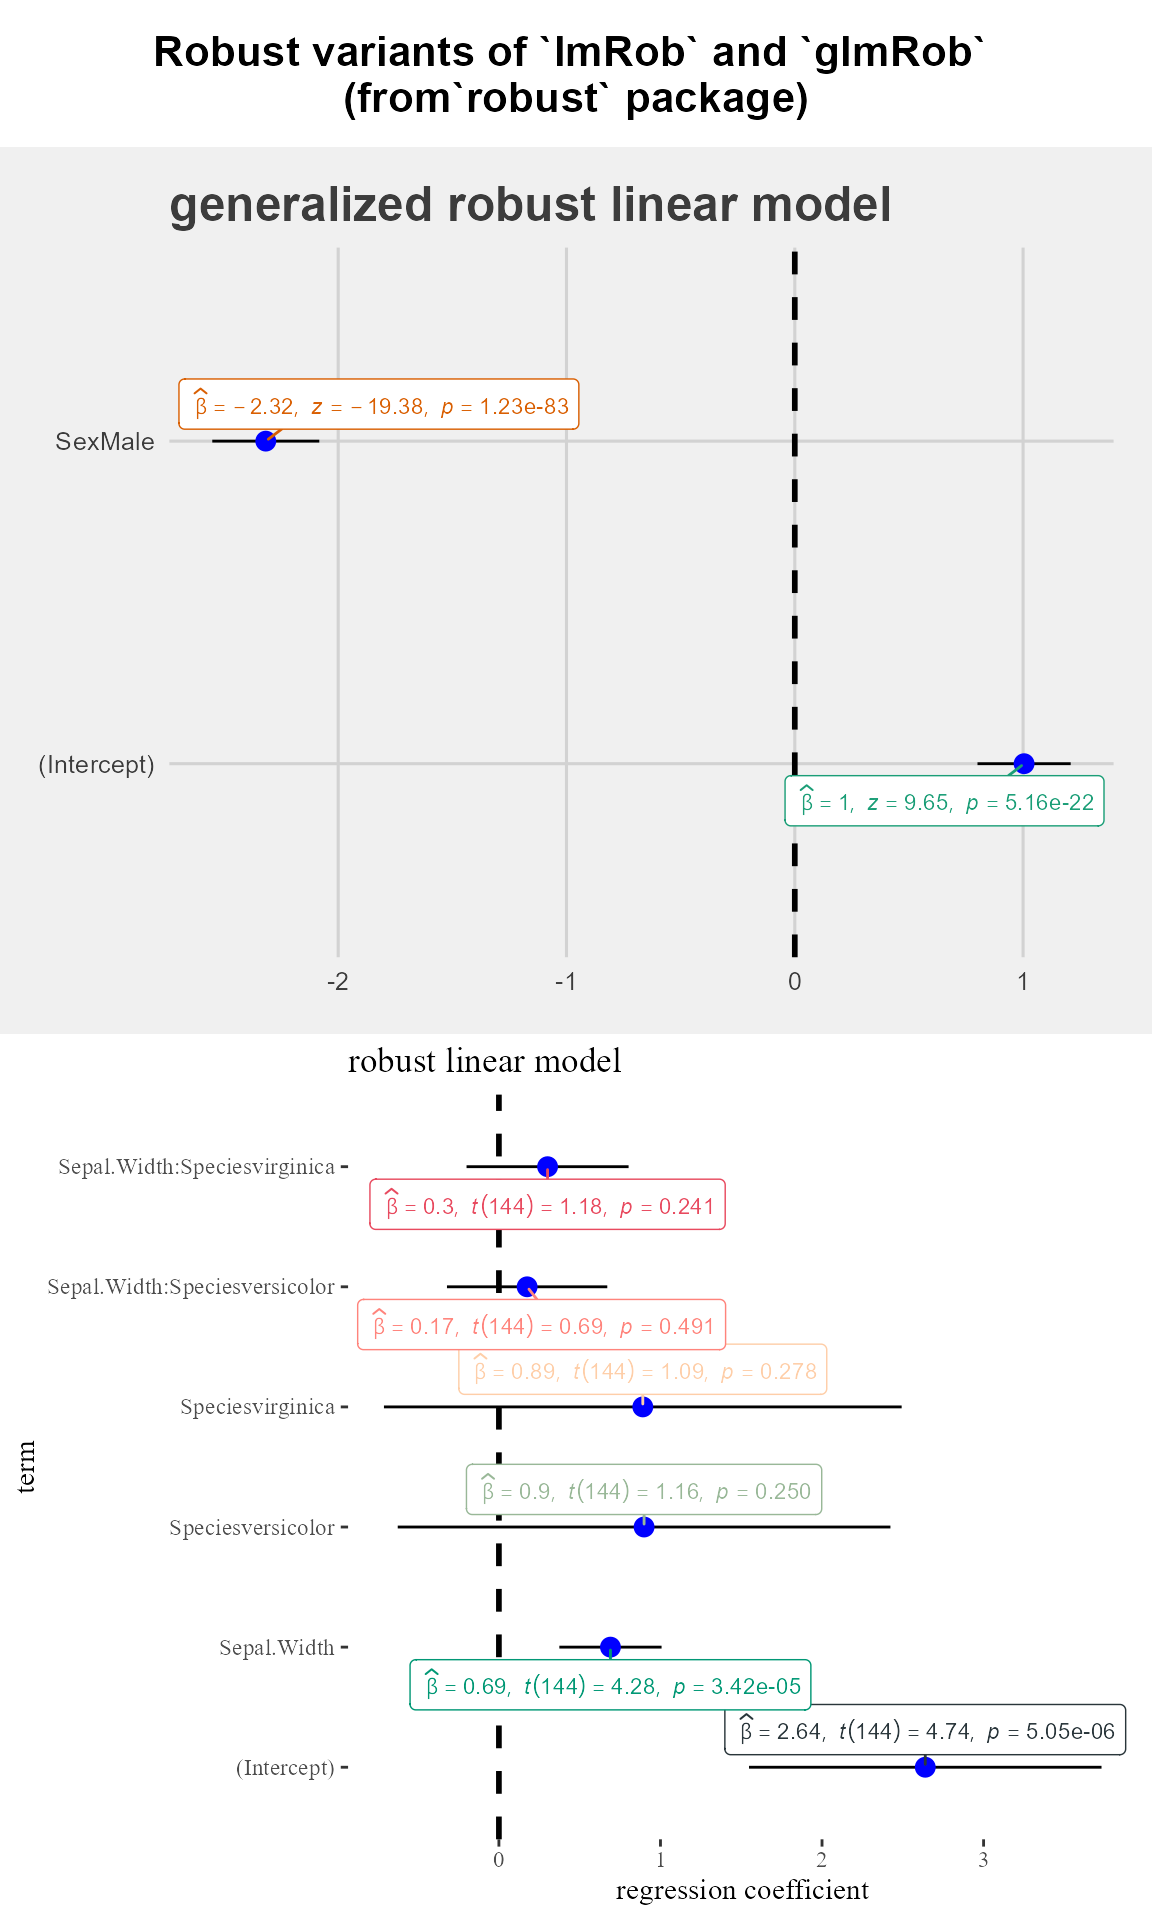 Robust variants of `lmRob` and `glmRob`
(from`robust` package)
generalized robust linear model
SexMale
β̂ = − 2.32, z = − 19.38, p = 1.23e-83
(Intercept)
β̂ = 1, z = 9.65, p = 5.16e-22
-2 -1 0 1
robust linear model
term
Sepal.Width:Speciesvirginica
β̂ = 0.3, t(144) = 1.18, p = 0.241
Sepal.Width:Speciesversicolor
β̂ = 0.17, t(144) = 0.69, p = 0.491
β̂ = 0.89, t(144) = 1.09, p = 0.278
Speciesvirginica
β̂ = 0.9, t(144) = 1.16, p = 0.250
Speciesversicolor
Sepal.Width
β̂ = 0.69, t(144) = 4.28, p = 3.42e-05
β̂ = 2.64, t(144) = 4.74, p = 5.05e-06
(Intercept)
0 1 2 3
regression coefficient